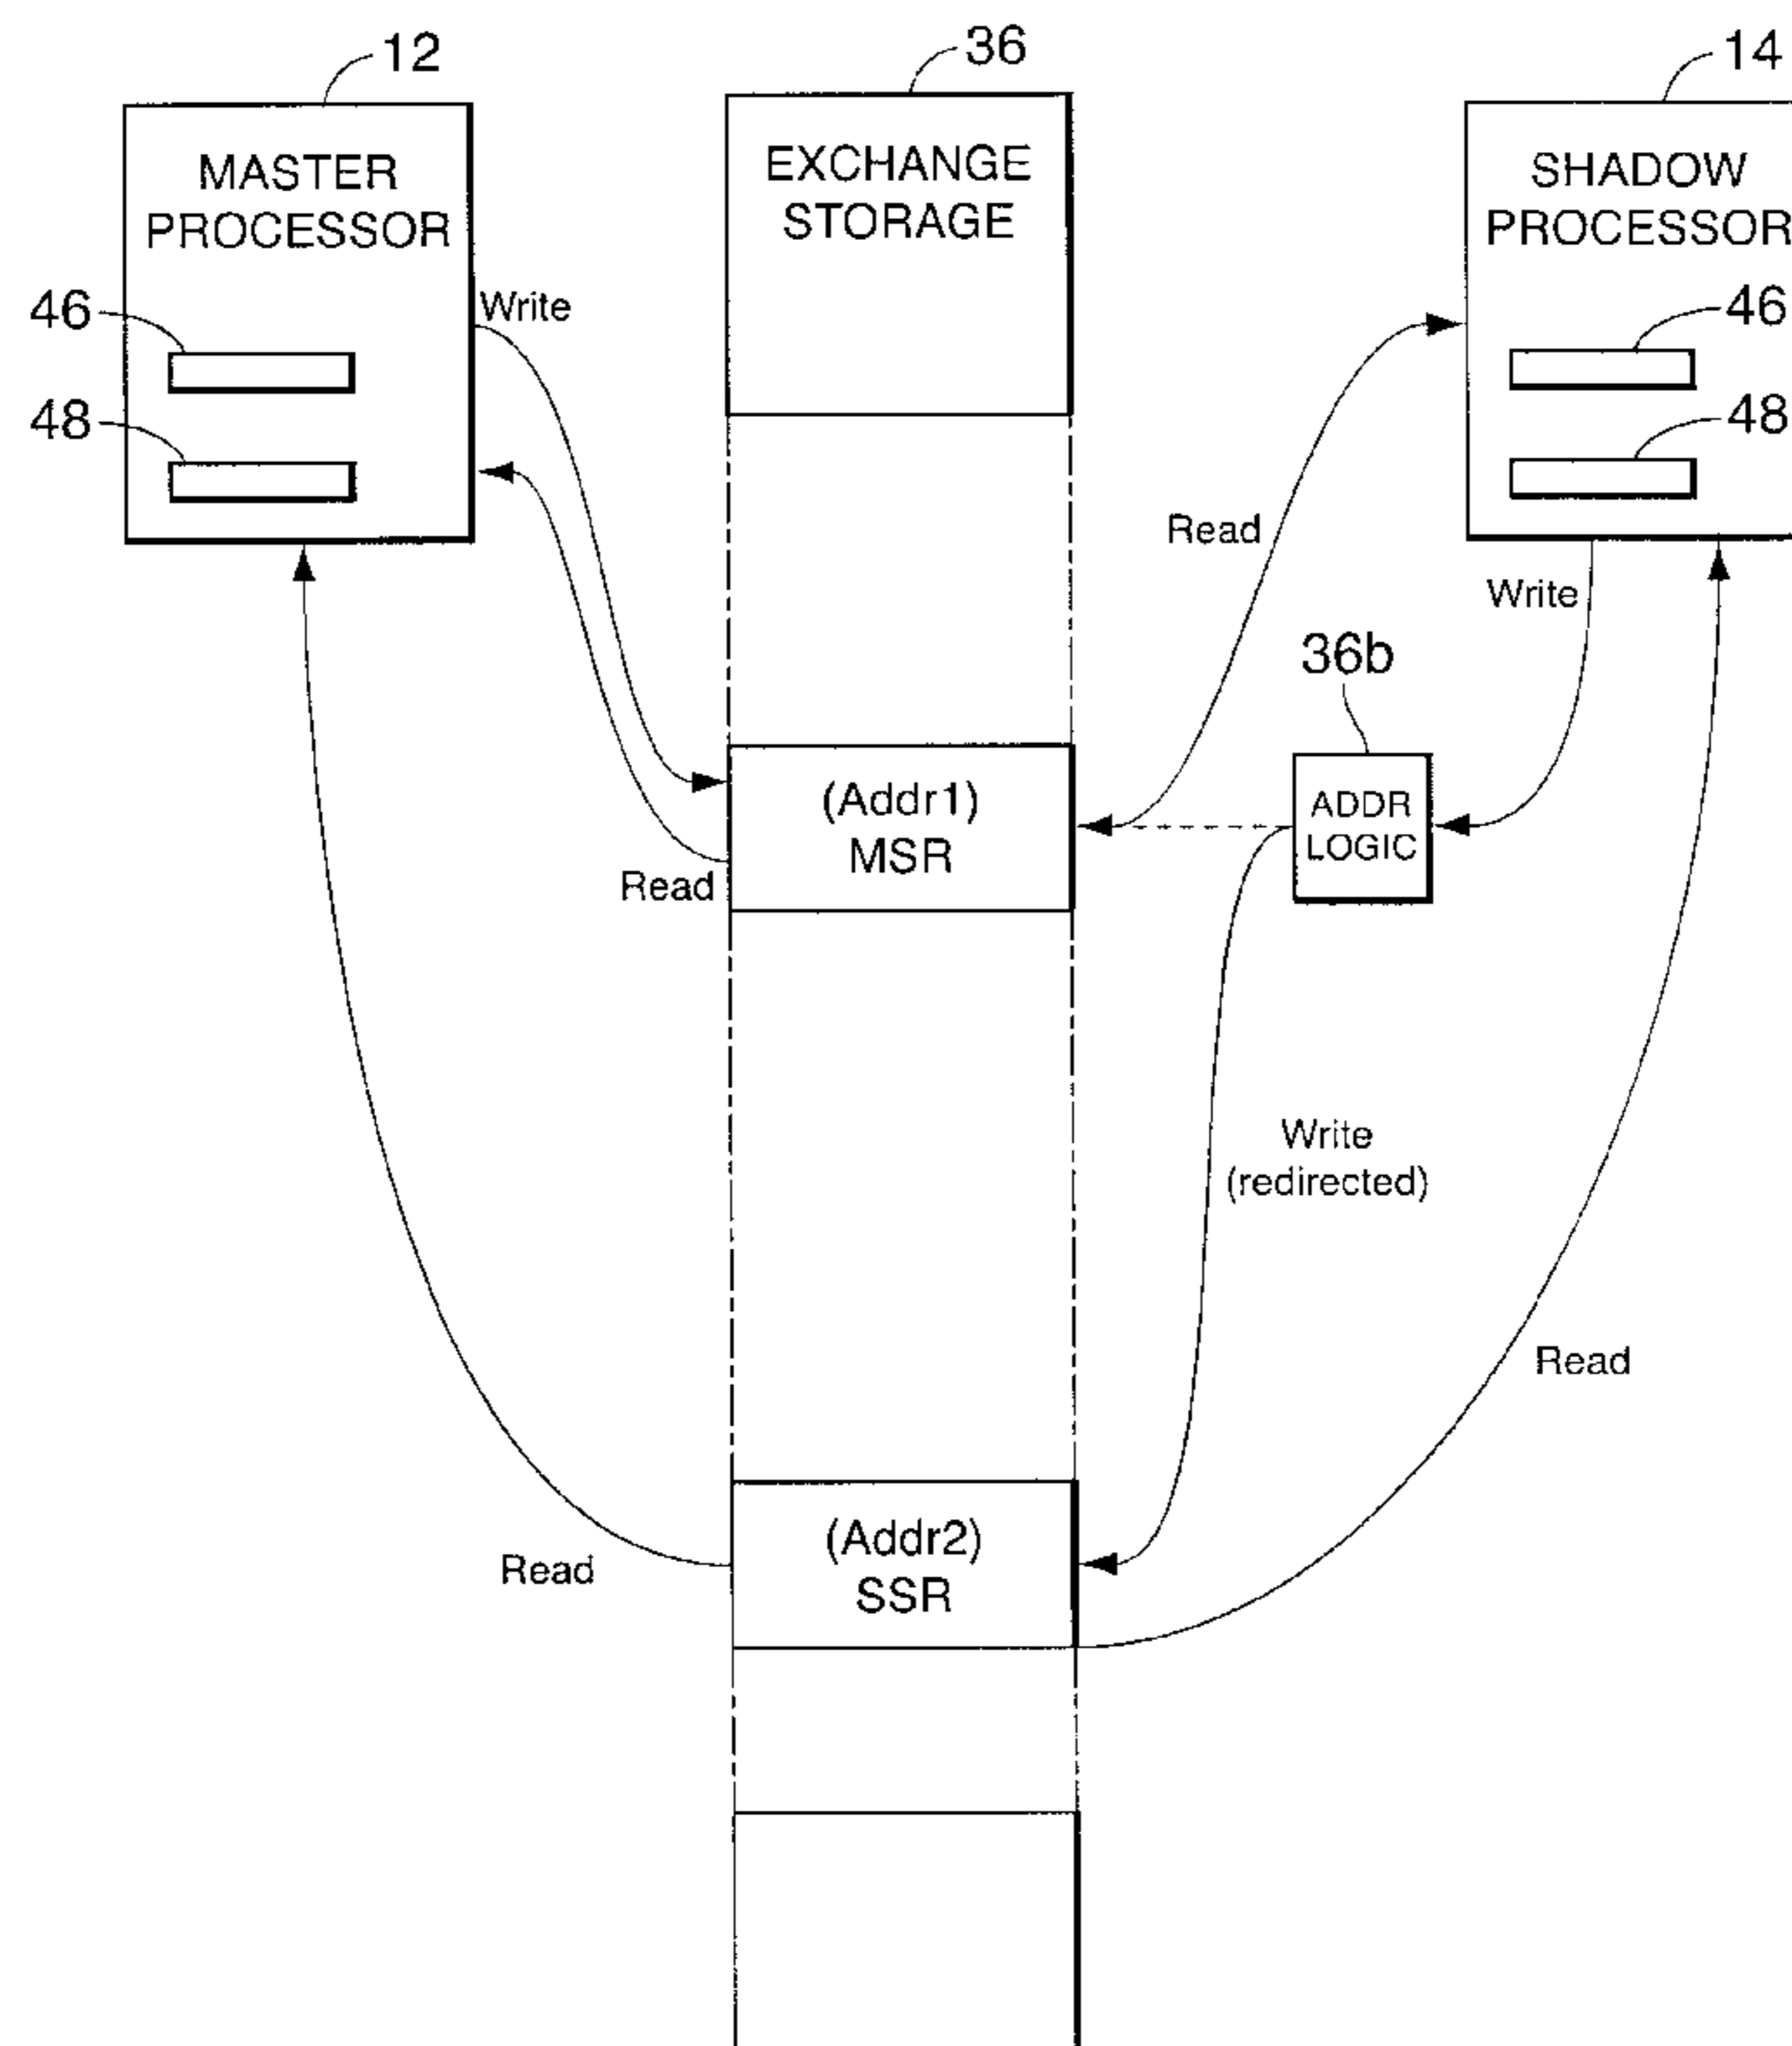 12
36
14
MASTER
PROCESSOR
EXCHANGE
STORAGE
SHADOW
PROCESSOR
46
Write
46
48
48
Read
Write
36b
(Addr1)
MSR
ADDR
LOGIC
Read
Write
(redirected)
Read
(Addr2)
SSR
Read